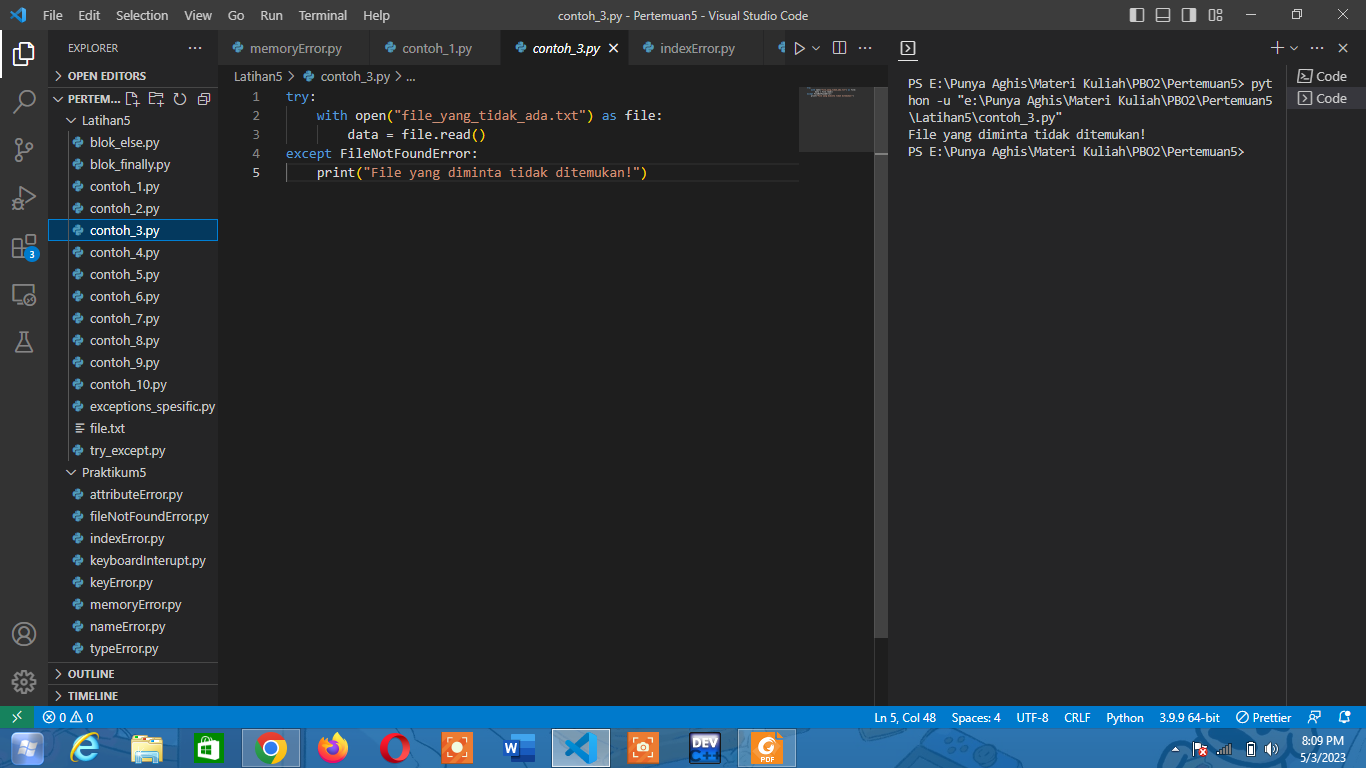 File Edit Selection View Go Run Terminal Help
contoh_3.py - Pertemuan5 - Visual Studio Code
EXPLORER
OPEN EDITORS
PERTEM...
Latihan5
blok_else.py
blok_finally.py
contoh_1.py
contoh_2.py
contoh_3.py
contoh_4.py
contoh_5.py
contoh_6.py
contoh_7.py
contoh_8.py
contoh_9.py
contoh_10.py
exceptions_spesific.py
file.txt
try_except.py
Praktikum5
attributeError.py
fileNotFoundError.py
indexError.py
keyboardInterupt.py
keyError.py
memoryError.py
nameError.py
typeError.py
OUTLINE
TIMELINE
3
memoryError.py contoh_1.py contoh_3.py indexError.py
Latihan5 > contoh_3.py > ...
1 try:
2 with open("file_yang_tidak_ada.txt") as file:
3 data = file.read()
4 except FileNotFoundError:
5 print("File yang diminta tidak ditemukan!")
PS E:\Punya Aghis\Materi Kuliah\PBO2\Pertemuan5> pyt
hon -u "e:\Punya Aghis\Materi Kuliah\PBO2\Pertemuan5
\Latihan5\contoh_3.py"
File yang diminta tidak ditemukan!
PS E:\Punya Aghis\Materi Kuliah\PBO2\Pertemuan5>
Code
Code
0 0
Ln 5, Col 48 Spaces: 4 UTF-8 CRLF Python 3.9.9 64-bit Prettier
W
DEV C++
PDF
8:09 PM
5/3/2023